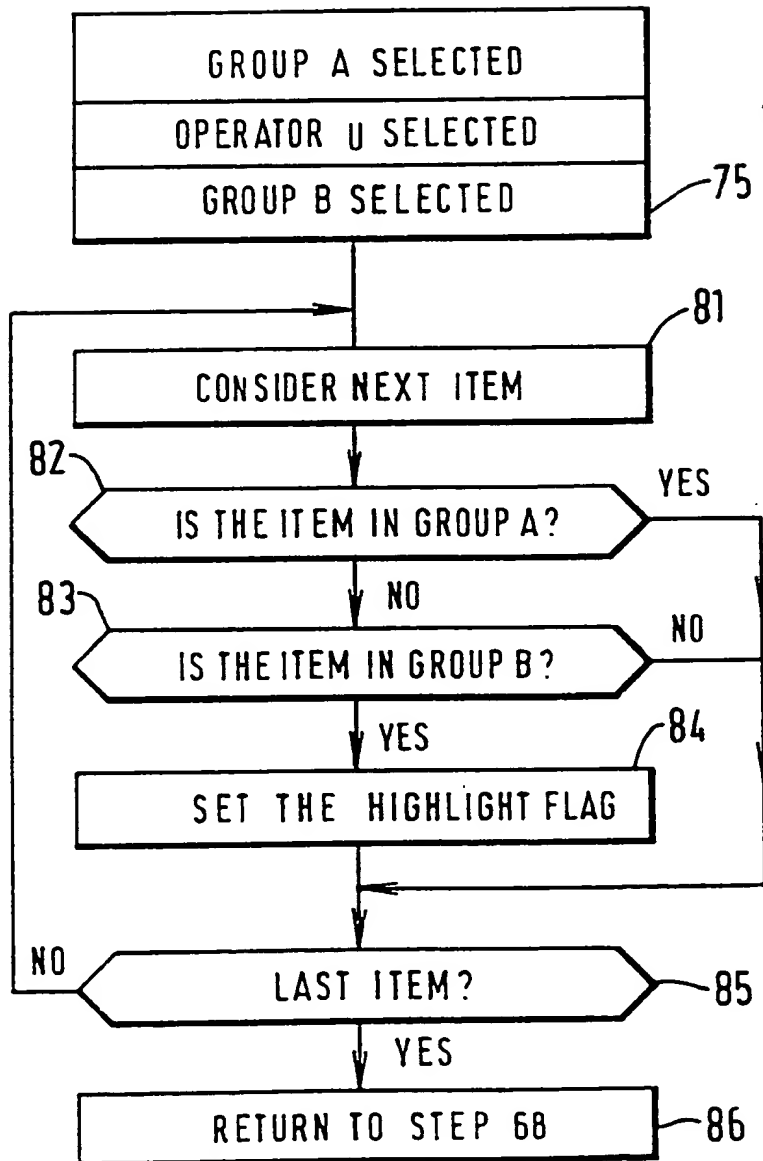 GROUP A SELECTED
OPERATOR U SELECTED
GROUP B SELECTED
75
81
CONSIDER NEXT ITEM
82
IS THE ITEM IN GROUP A?
YES
NO
83
IS THE ITEM IN GROUP B?
NO
YES
84
SET THE HIGHLIGHT FLAG
NO
LAST ITEM?
85
YES
RETURN TO STEP 68
86